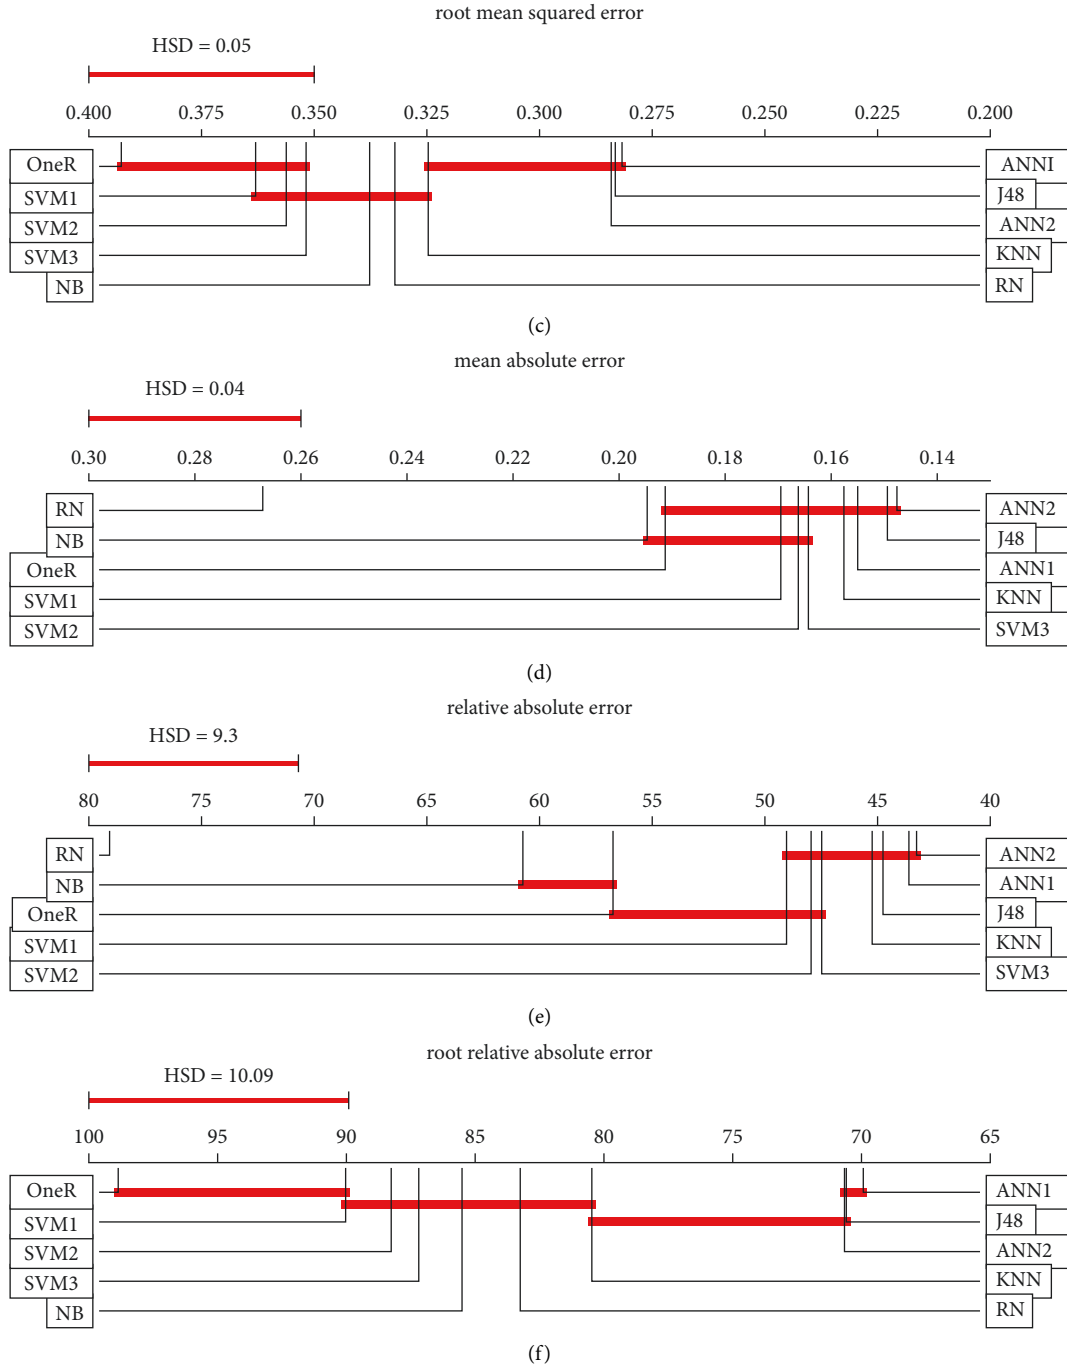 root mean squared error
HSD = 0.05
0.400 0.375 0.350 0.325 0.300 0.275 0.250 0.225 0.200
OneR ANNI
SVM1 J48
SVM2 ANN2
SVM3 KNN
NB RN
(c)
mean absolute error
HSD = 0.04
0.30 0.28 0.26 0.24 0.22 0.20 0.18 0.16 0.14
RN ANN2
NB J48
OneR ANN1
SVM1 KNN
SVM2 SVM3
(d)
relative absolute error
HSD = 9.3
80 75 70 65 60 55 50 45 40
RN ANN2
NB ANN1
OneR J48
SVM1 KNN
SVM2 SVM3
(e)
root relative absolute error
HSD = 10.09
100 95 90 85 80 75 70 65
OneR ANN1
SVM1 J48
SVM2 ANN2
SVM3 KNN
NB RN
(f)